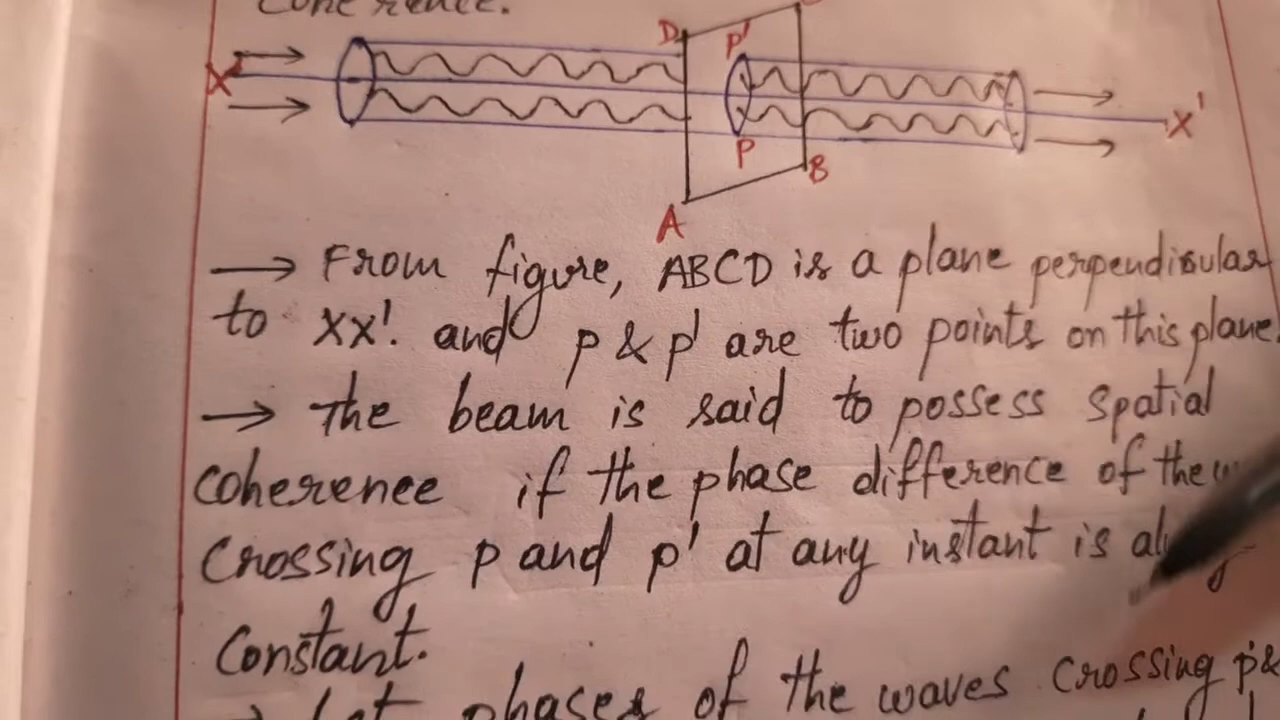 Coherence.
D
P'
X
X'
P
B
A
→ From figure, ABCD is a plane perpendicular
to XX'. and P & P' are two points on this plane.
→ The beam is said to possess spatial
coherence if the phase difference of the
crossing P and P' at any instant is
constant.
→ Let phases of the waves crossing P &